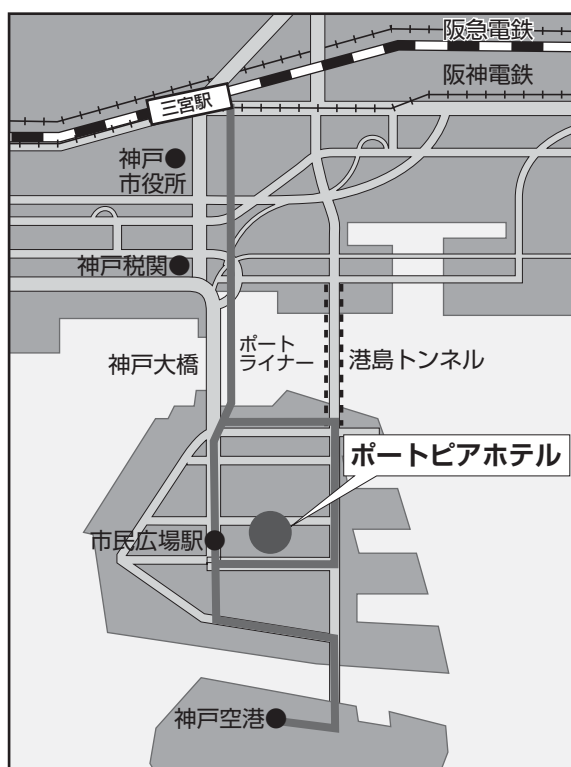 阪急電鉄
阪神電鉄
三宮駅
神戸
市役所
神戸税関
神戸大橋
ポート
ライナー
港島トンネル
ポートピアホテル
市民広場駅
神戸空港